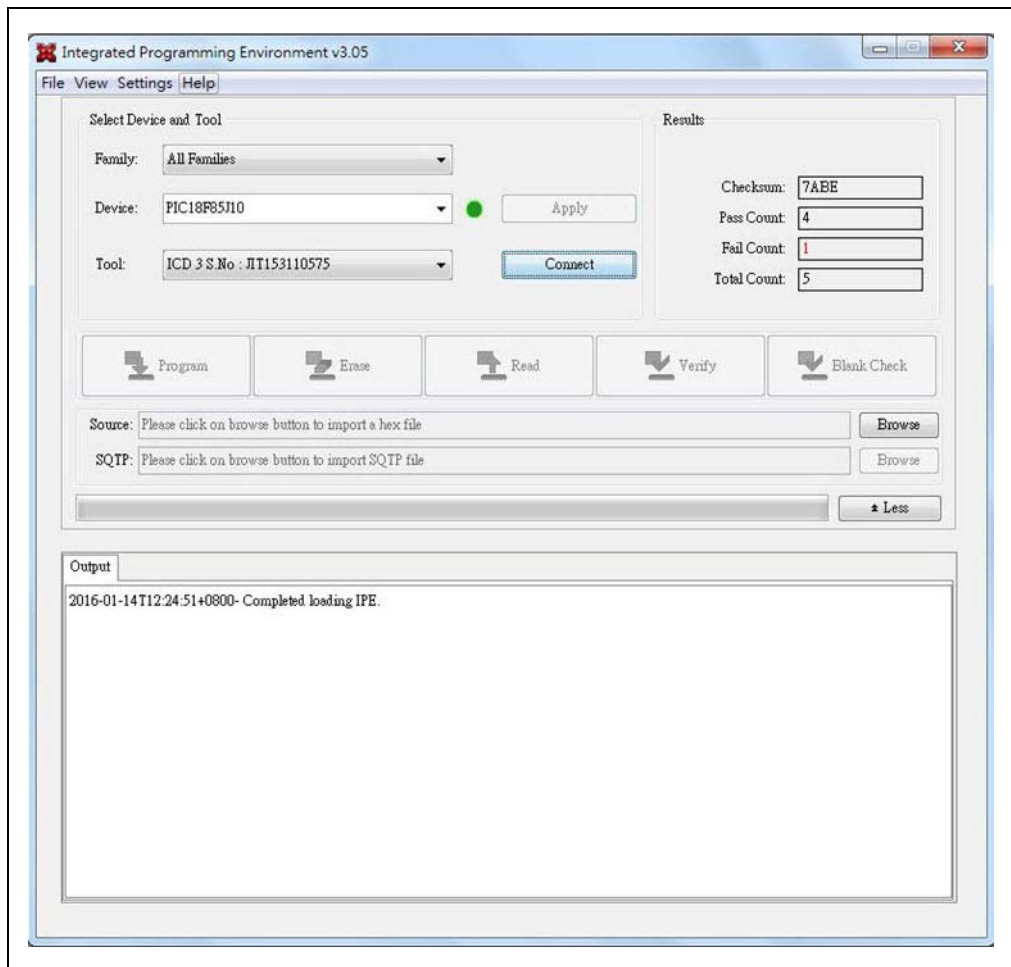 Integrated Programming Environment v3.05
File View Settings Help
Select Device and Tool
Family: All Families
Device: PIC18F85J10
Apply
Tool: ICD 3 S.No : JIT153110575
Connect
Results
Checksum: 7ABE
Pass Count: 4
Fail Count: 1
Total Count: 5
Program Erase Read Verify Blank Check
Source: Please click on browse button to import a hex file Browse
SQTP: Please click on browse button to import SQTP file Browse
Less
Output
2016-01-14T12:24:51+0800- Completed loading IPE.